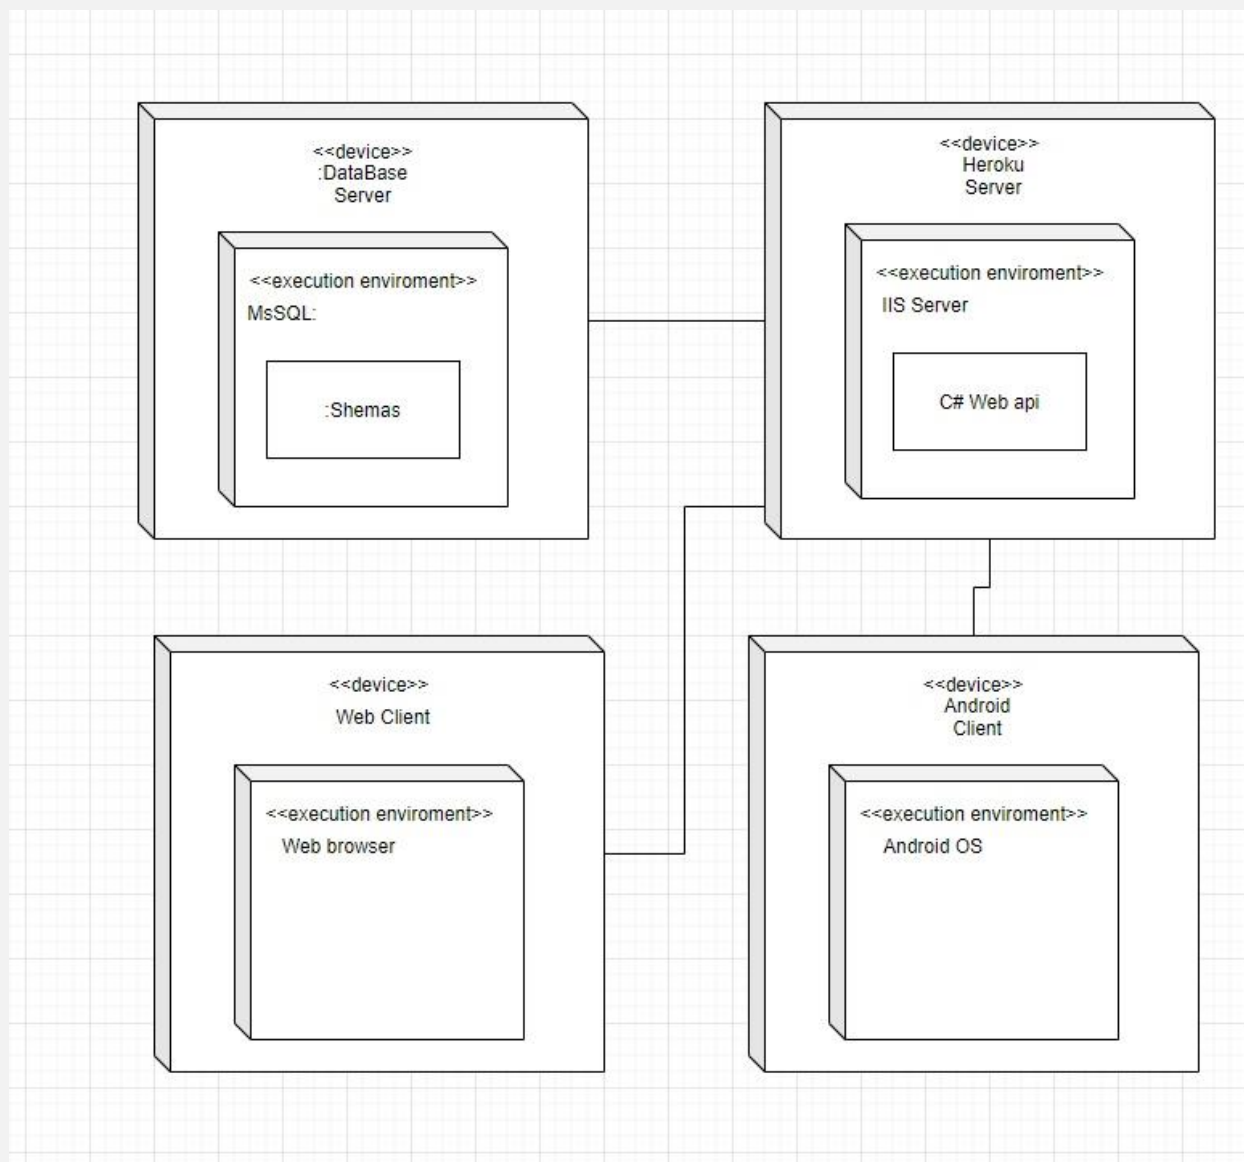 <<device>>
:DataBase
Server
<<execution enviroment>>
MsSQL:
:Shemas
<<device>>
Heroku
Server
<<execution enviroment>>
IIS Server
C# Web api
<<device>>
Web Client
<<execution enviroment>>
Web browser
<<device>>
Android
Client
<<execution enviroment>>
Android OS